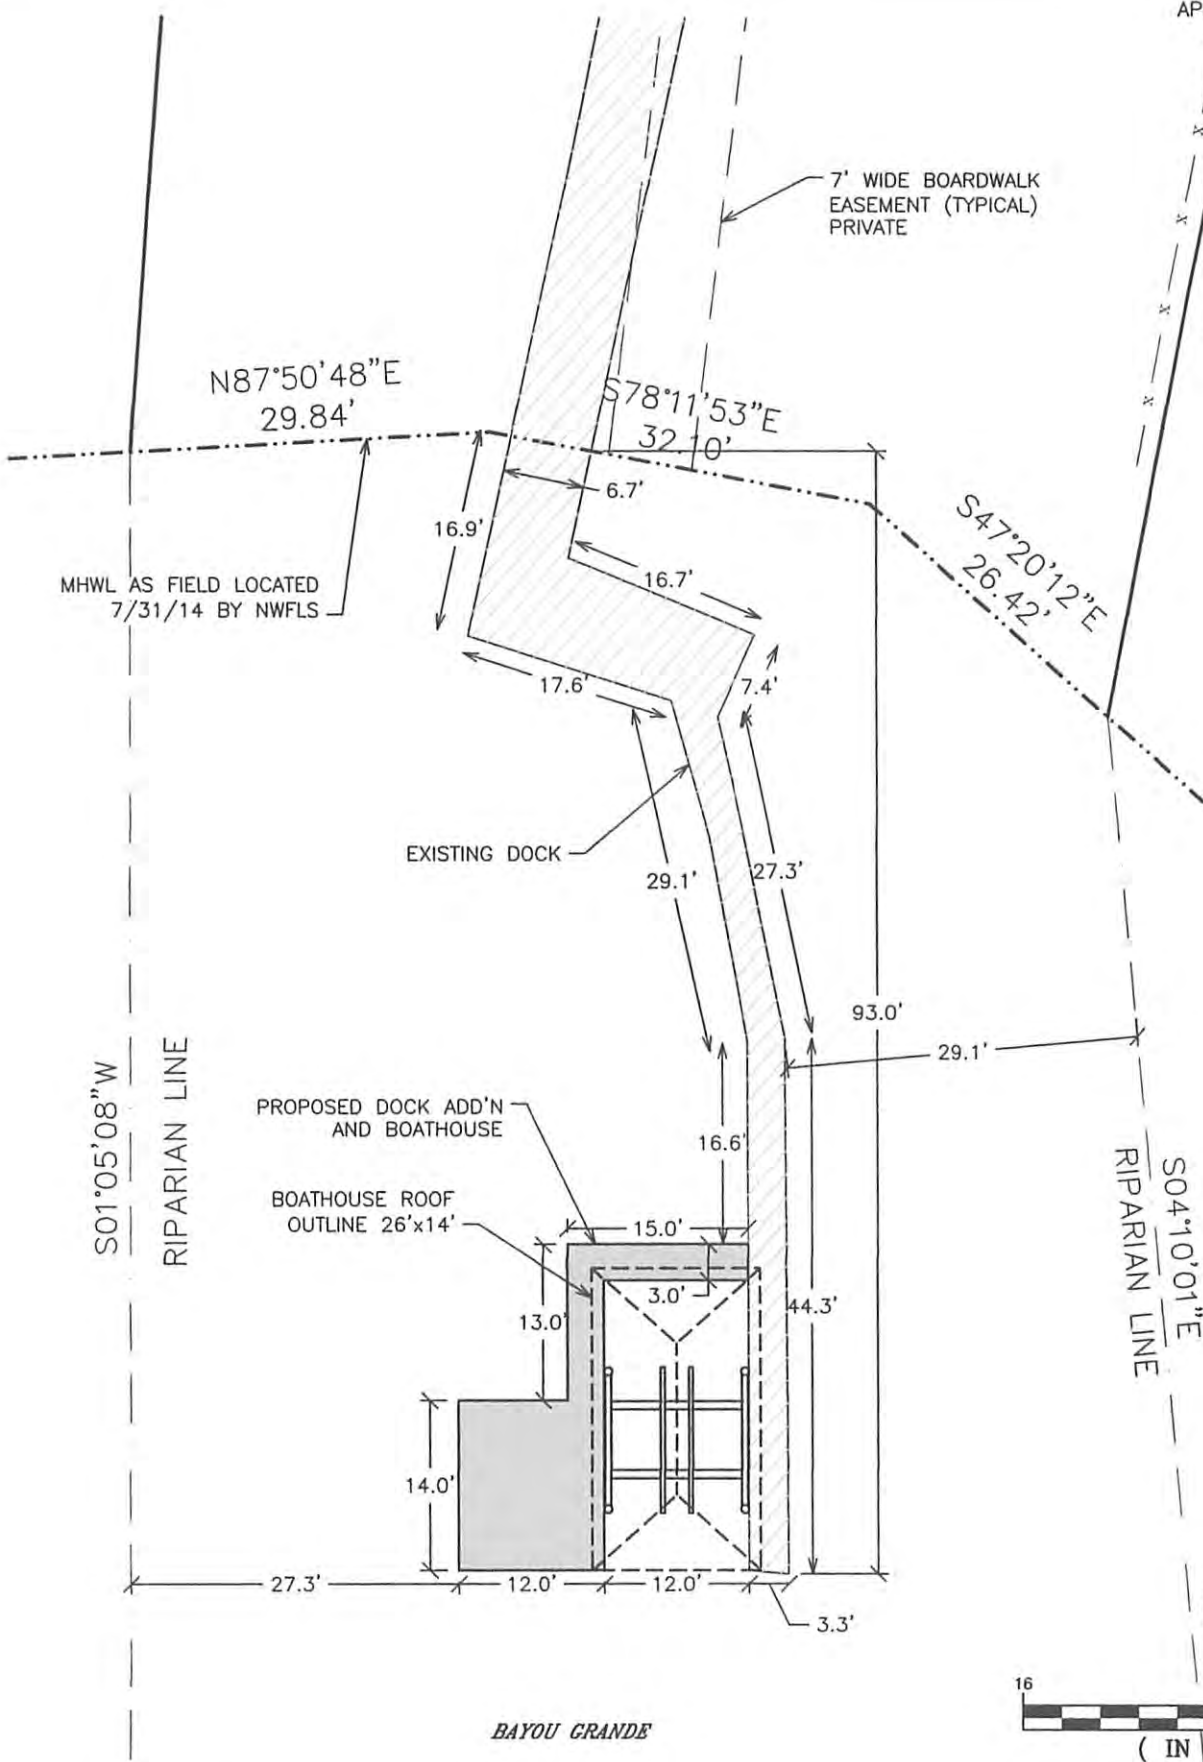 AP
7' WIDE BOARDWALK
EASEMENT (TYPICAL)
PRIVATE
x
x
x
x
N87°50'48"E
29.84'
S78°11'53"E
32.10'
6.7'
16.9'
S47°20'12"E
26.42'
16.7'
MHWL AS FIELD LOCATED
7/31/14 BY NWFLS
17.6'
7.4'
EXISTING DOCK
29.1'
27.3'
93.0'
29.1'
S01°05'08"W
RIPARIAN LINE
PROPOSED DOCK ADD'N
AND BOATHOUSE
16.6'
BOATHOUSE ROOF
OUTLINE 26'x14'
15.0'
S04°10'01"E
RIPARIAN LINE
3.0'
44.3'
13.0'
14.0'
27.3'
12.0'
12.0'
3.3'
BAYOU GRANDE
16
( IN